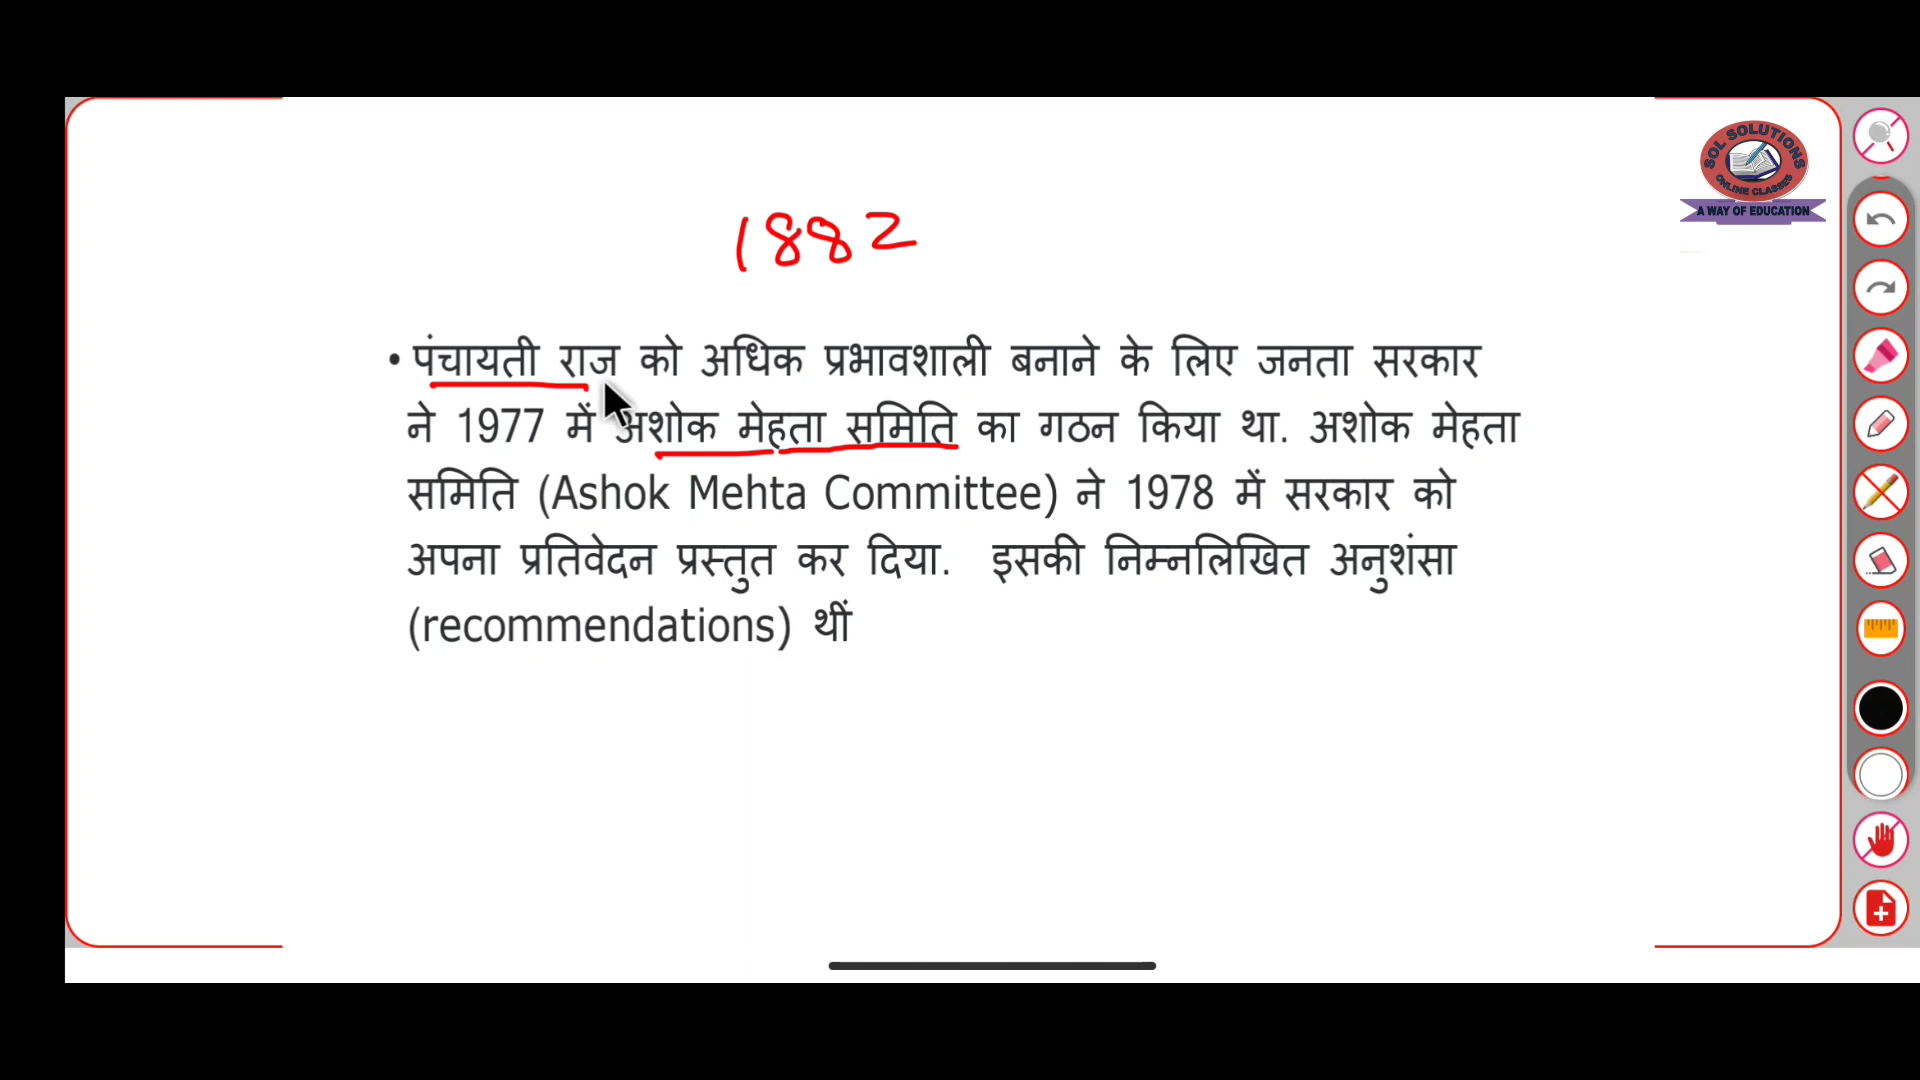 SOL SOLUTIONS
ONLINE CLASSES
A WAY OF EDUCATION
1882
• पंचायती राज को अधिक प्रभावशाली बनाने के लिए जनता सरकार
ने 1977 में अशोक मेहता समिति का गठन किया था. अशोक मेहता
समिति (Ashok Mehta Committee) ने 1978 में सरकार को
अपना प्रतिवेदन प्रस्तुत कर दिया. इसकी निम्नलिखित अनुशंसा
(recommendations) थीं